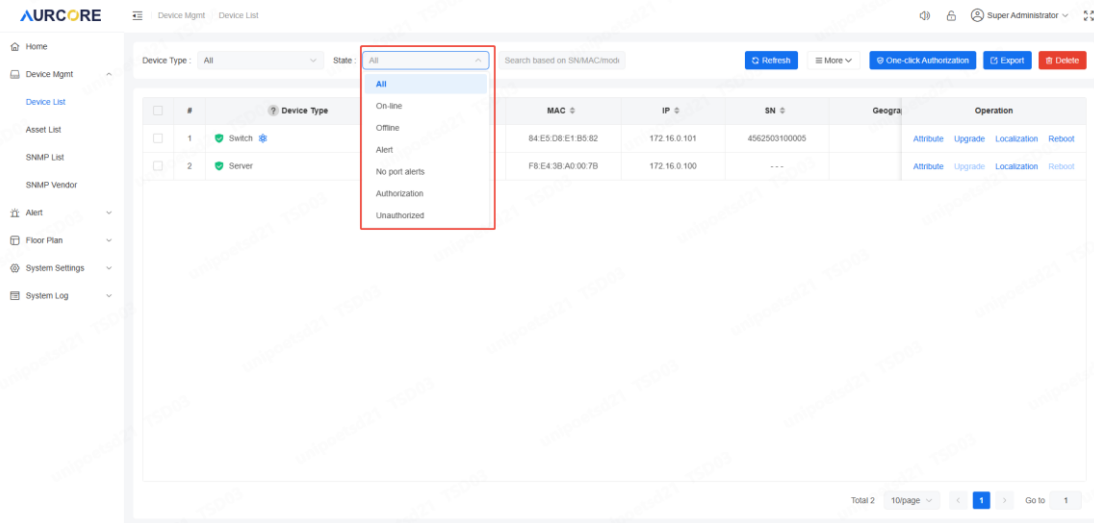 AURCORE
Device Mgmt / Device List
Super Administrator
Home
Device Mgmt
Device List
Asset List
SNMP List
SNMP Vendor
Alert
Floor Plan
System Settings
System Log
Device Type : All State : All Search based on SN/MAC/mode Refresh More One-click Authorization Export Delete
All
On-line
Offline
Alert
No port alerts
Authorization
Unauthorized
# ? Device Type MAC IP SN Geogra Operation
1 Switch 84:E5:D8:E1:B5:82 172.16.0.101 4562503100005 Attribute Upgrade Localization Reboot
2 Server F8:E4:3B:A0:00:7B 172.16.0.100 - - - Attribute Upgrade Localization Reboot
Total 2 10/page < 1 > Go to 1